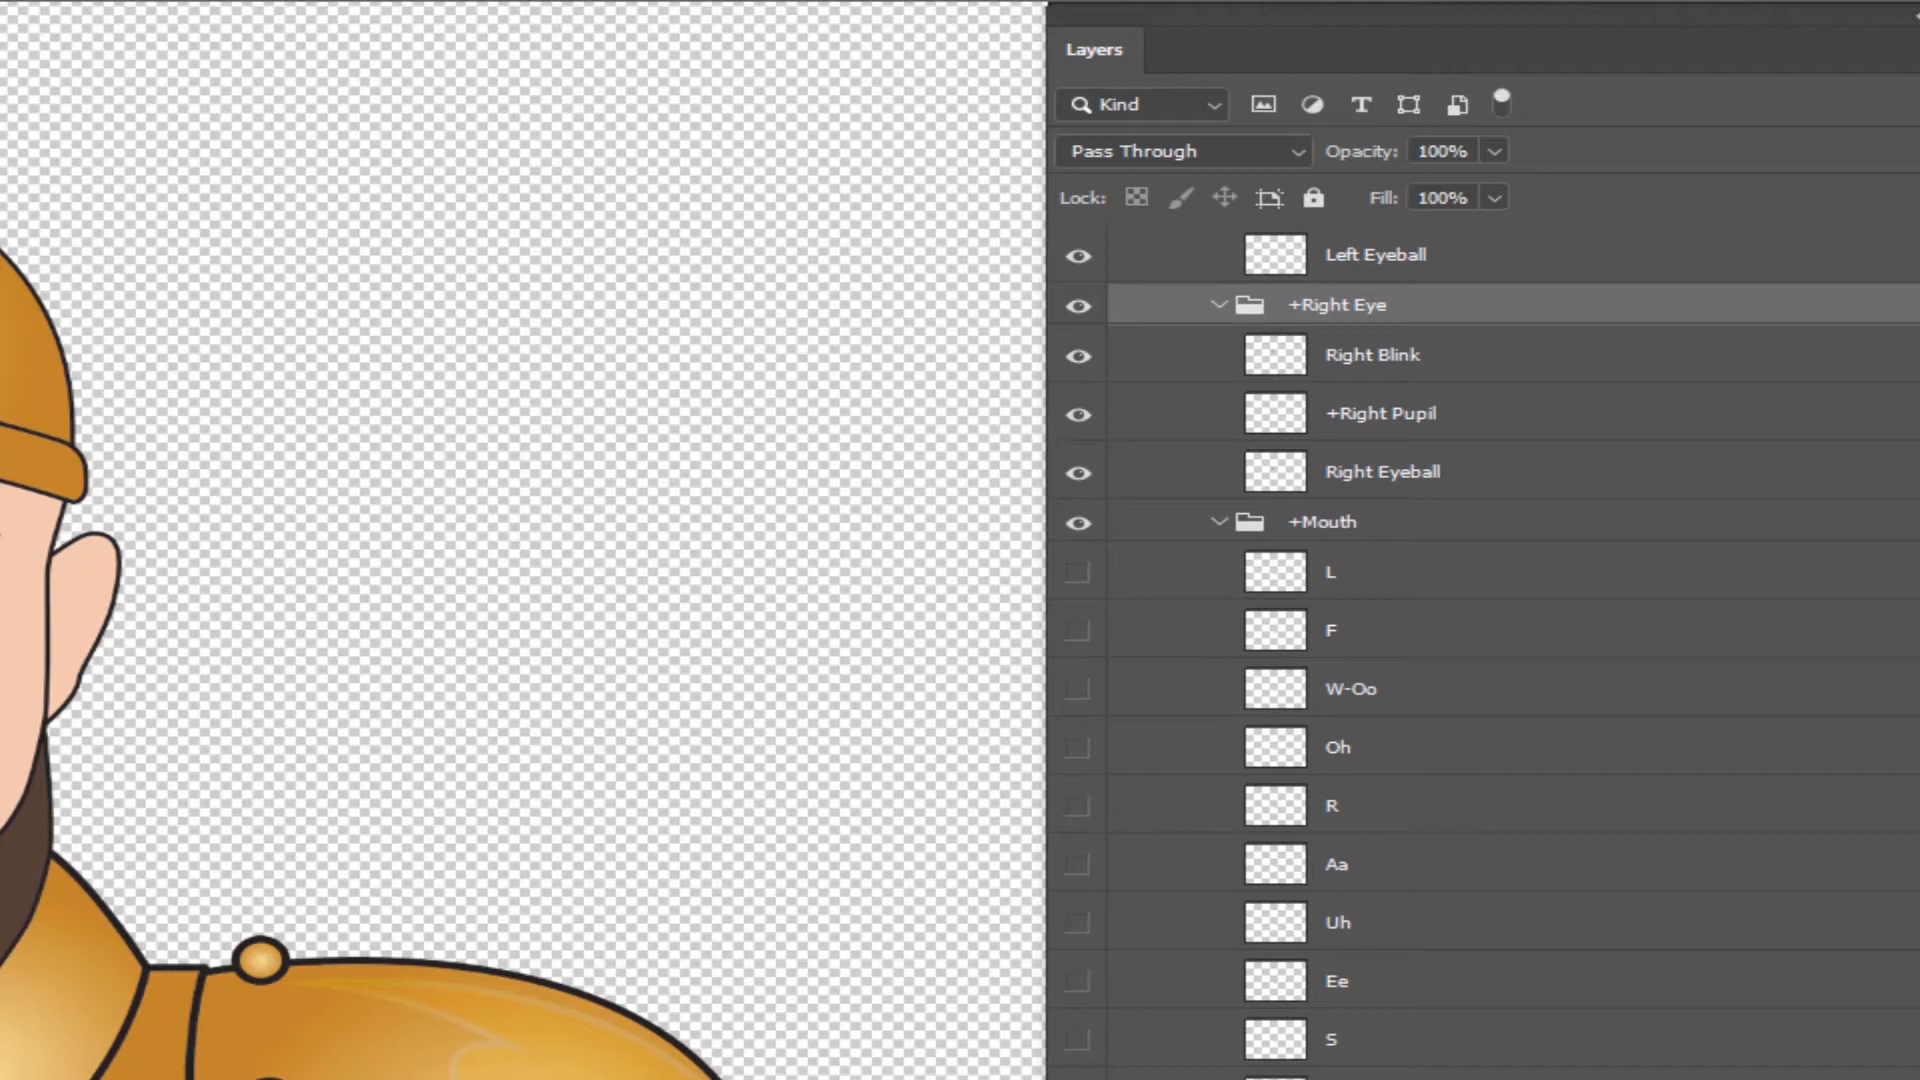 Layers
Kind
Pass Through Opacity: 100%
Lock: Fill: 100%
Left Eyeball
+Right Eye
Right Blink
+Right Pupil
Right Eyeball
+Mouth
L
F
W-Oo
Oh
R
Aa
Uh
Ee
S